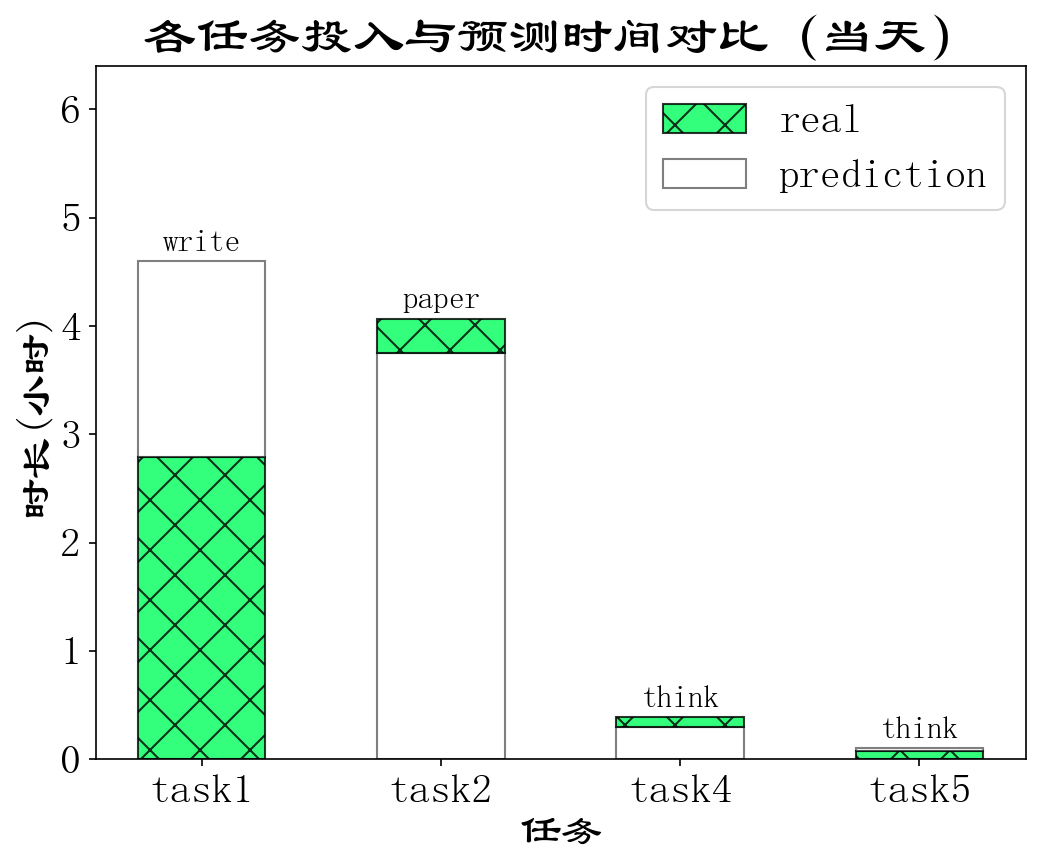 各任务投入与预测时间对比 (当天)
real
prediction
时长(小时)
6
5
4
3
2
1
0
write
paper
think
think
task1 task2 task4 task5
任务